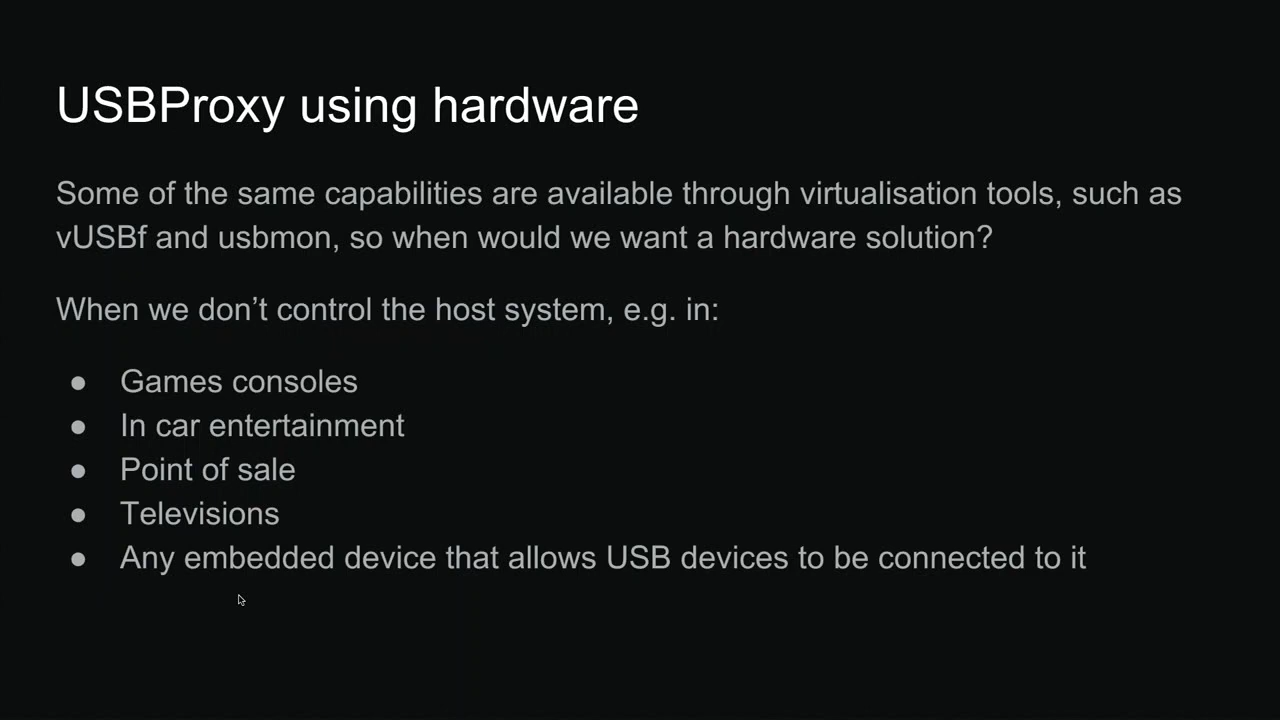 USBProxy using hardware
Some of the same capabilities are available through virtualisation tools, such as
vUSBf and usbmon, so when would we want a hardware solution?
When we don’t control the host system, e.g. in:
● Games consoles
● In car entertainment
● Point of sale
● Televisions
● Any embedded device that allows USB devices to be connected to it